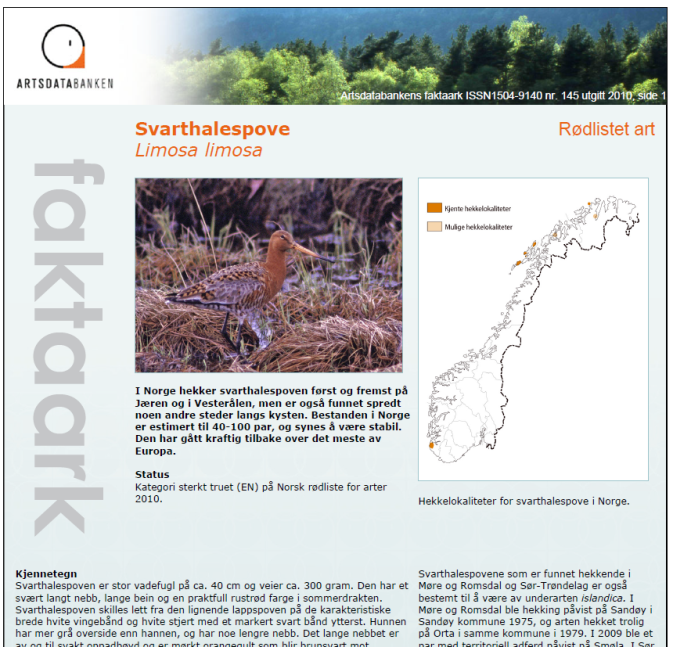 ARTSDATABANKEN
Artsdatabankens faktaark ISSN1504-9140 nr. 145 utgitt 2010, side 1
faktaark
Svarthalespove
Limosa limosa
Rødlistet art
Kjente hekkelokaliteter
Mulige hekkelokaliteter
I Norge hekker svarthalespoven først og fremst på
Jæren og i Vesterålen, men er også funnet spredt
noen andre steder langs kysten. Bestanden i Norge
er estimert til 40-100 par, og synes å være stabil.
Den har gått kraftig tilbake over det meste av
Europa.
Status
Kategori sterkt truet (EN) på Norsk rødliste for arter
2010.
Hekkelokaliteter for svarthalespove i Norge.
Kjennetegn
Svarthalespoven er stor vadefugl på ca. 40 cm og veier ca. 300 gram. Den har et
svært langt nebb, lange bein og en praktfull rustrød farge i sommerdrakten.
Svarthalespoven skilles lett fra den lignende lappspoven på de karakteristiske
brede hvite vingebånd og hvite stjert med et markert svart bånd ytterst. Hunnen
har mer grå overside enn hannen, og har noe lengre nebb. Det lange nebbet er
av og til svakt oppadbøyd og er mørkt orangegult som blir brunsvart mot
Svarthalespovene som er funnet hekkende i
Møre og Romsdal og Sør-Trøndelag er også
bestemt til å være av underarten islandica. I
Møre og Romsdal ble hekking påvist på Sandøy i
Sandøy kommune 1975, og arten hekket trolig
på Orta i samme kommune i 1979. I 2009 ble et
par med territoriell adferd påvist på Smøla. I Sør